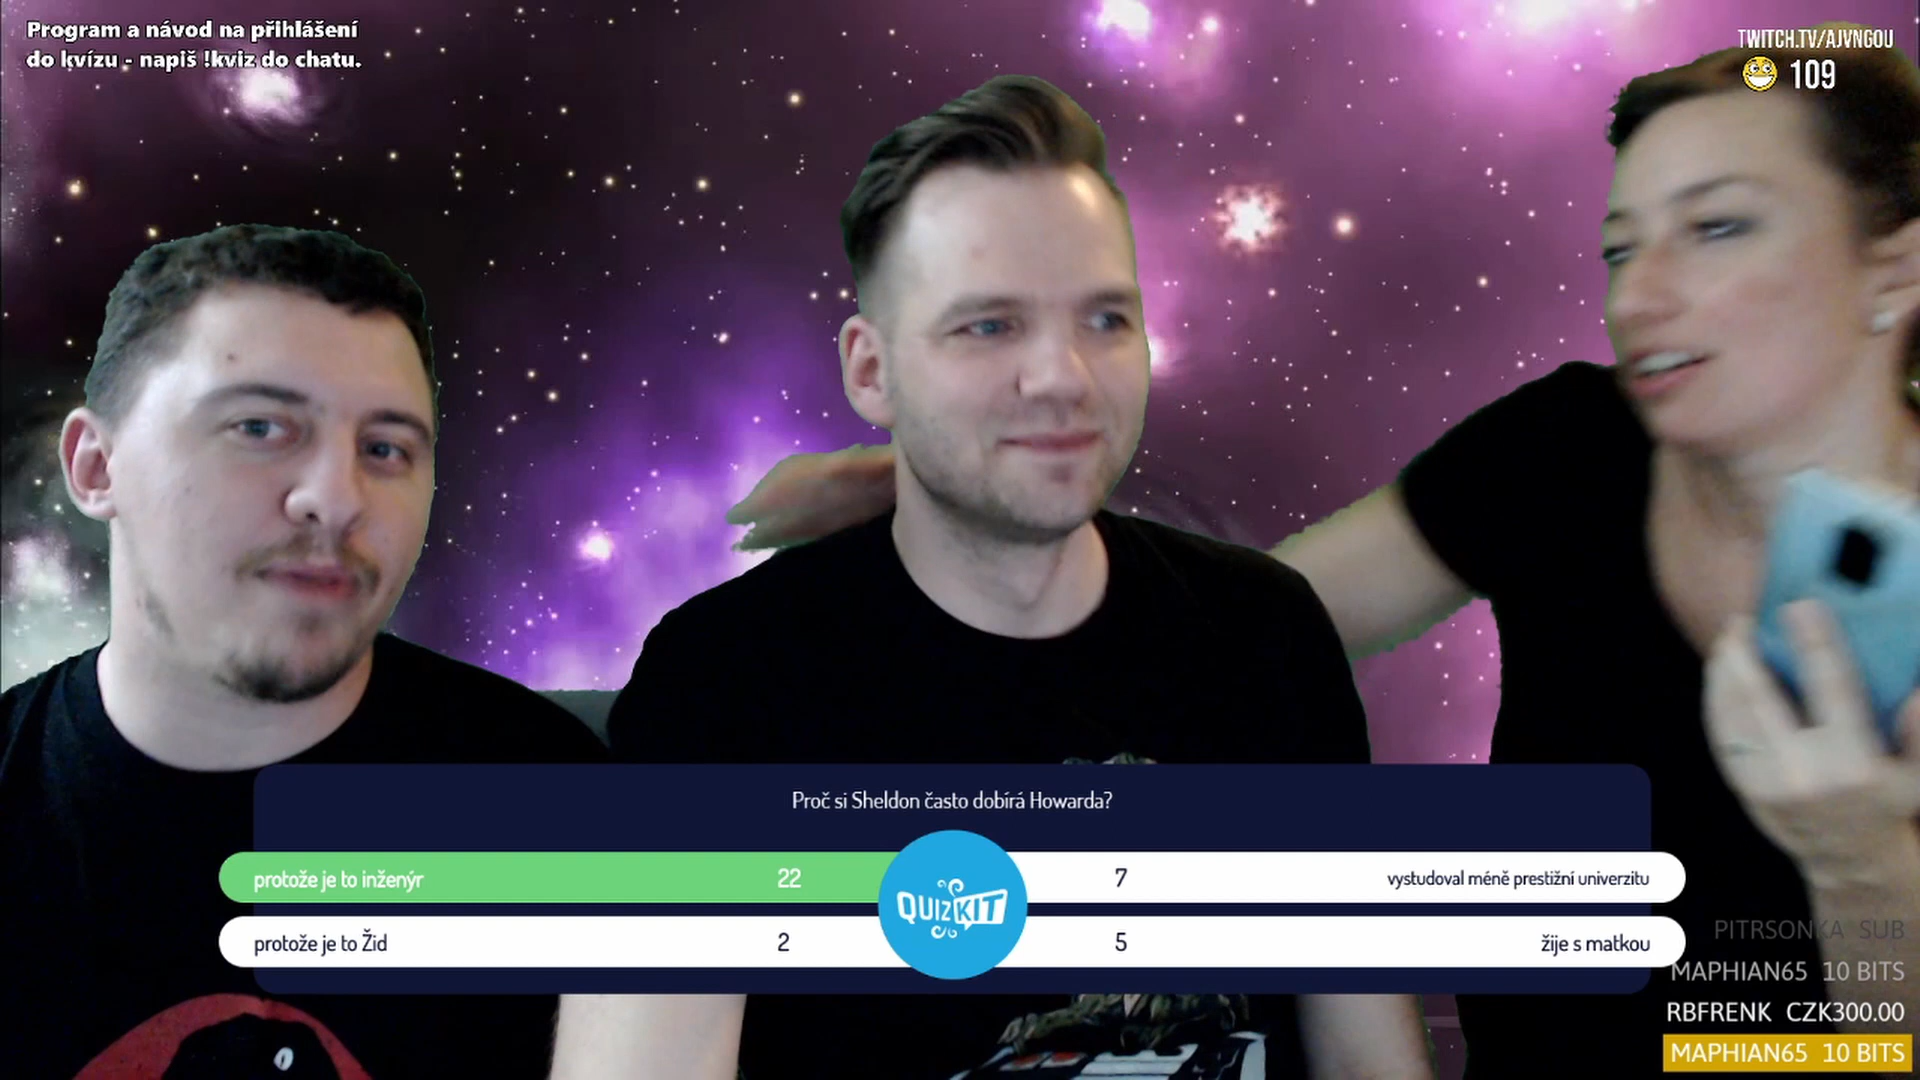 Program a návod na přihlášení
do kvízu - napiš !kviz do chatu.
TWITCH.TV/AJVNGOU
109
Proč si Sheldon často dobírá Howarda?
protože je to inženýr 22
7 vystudoval méně prestižní univerzitu
protože je to Žid 2
5 žije s matkou
QUIZKIT
PITRSONKA SUB
MAPHIAN65 10 BITS
RBFRENK CZK300.00
MAPHIAN65 10 BITS